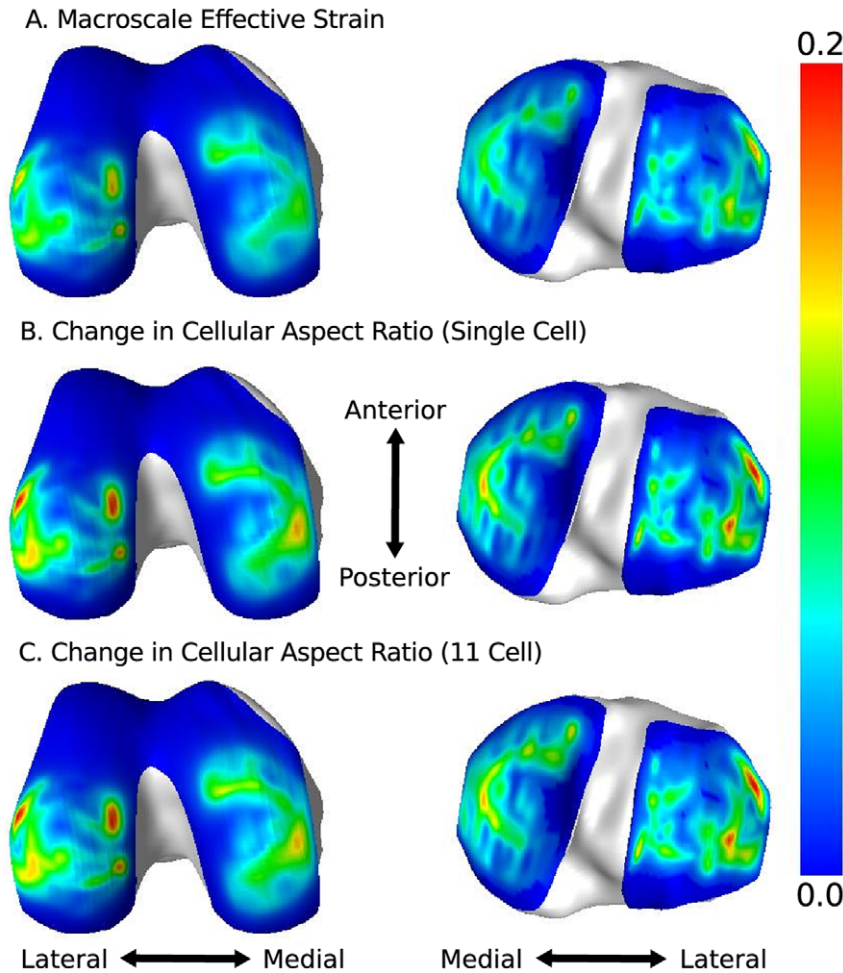 A. Macroscale Effective Strain
0.2
B. Change in Cellular Aspect Ratio (Single Cell)
Anterior
Posterior
C. Change in Cellular Aspect Ratio (11 Cell)
0.0
Lateral Medial
Medial Lateral